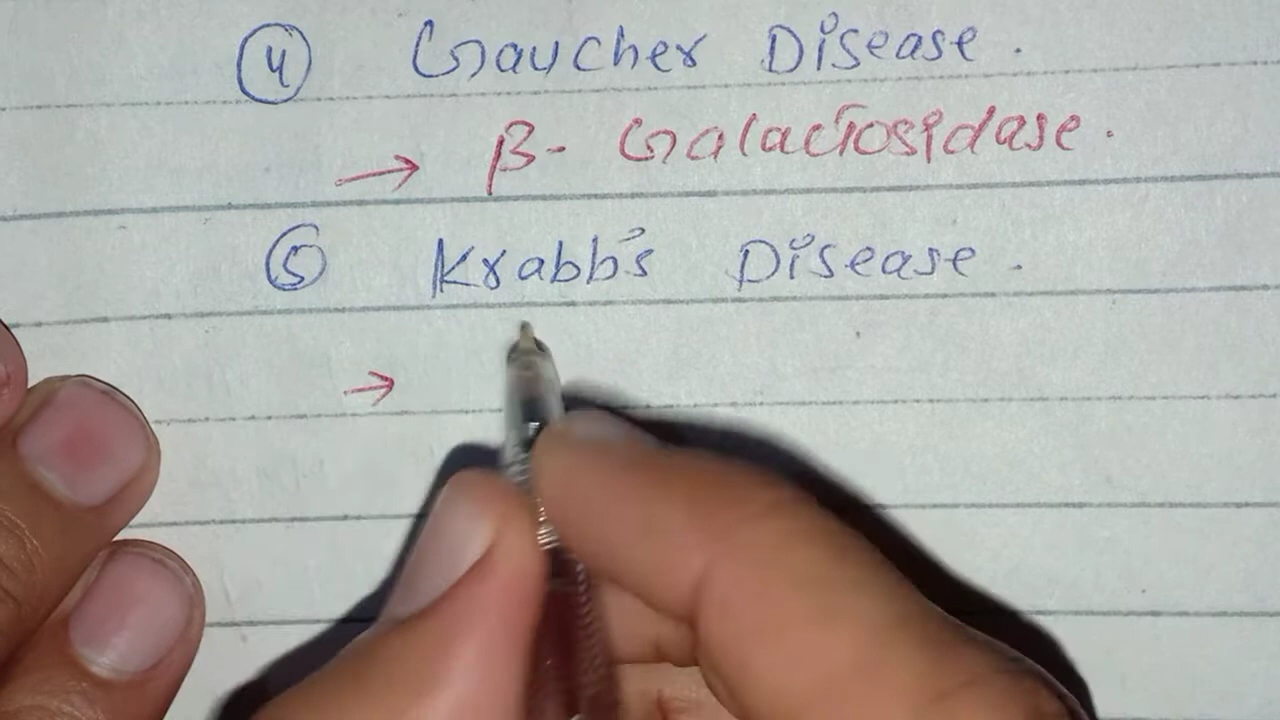 ④ Gaucher Disease.
→ β- Galactosidase.
⑤ Krabb's Disease.
→